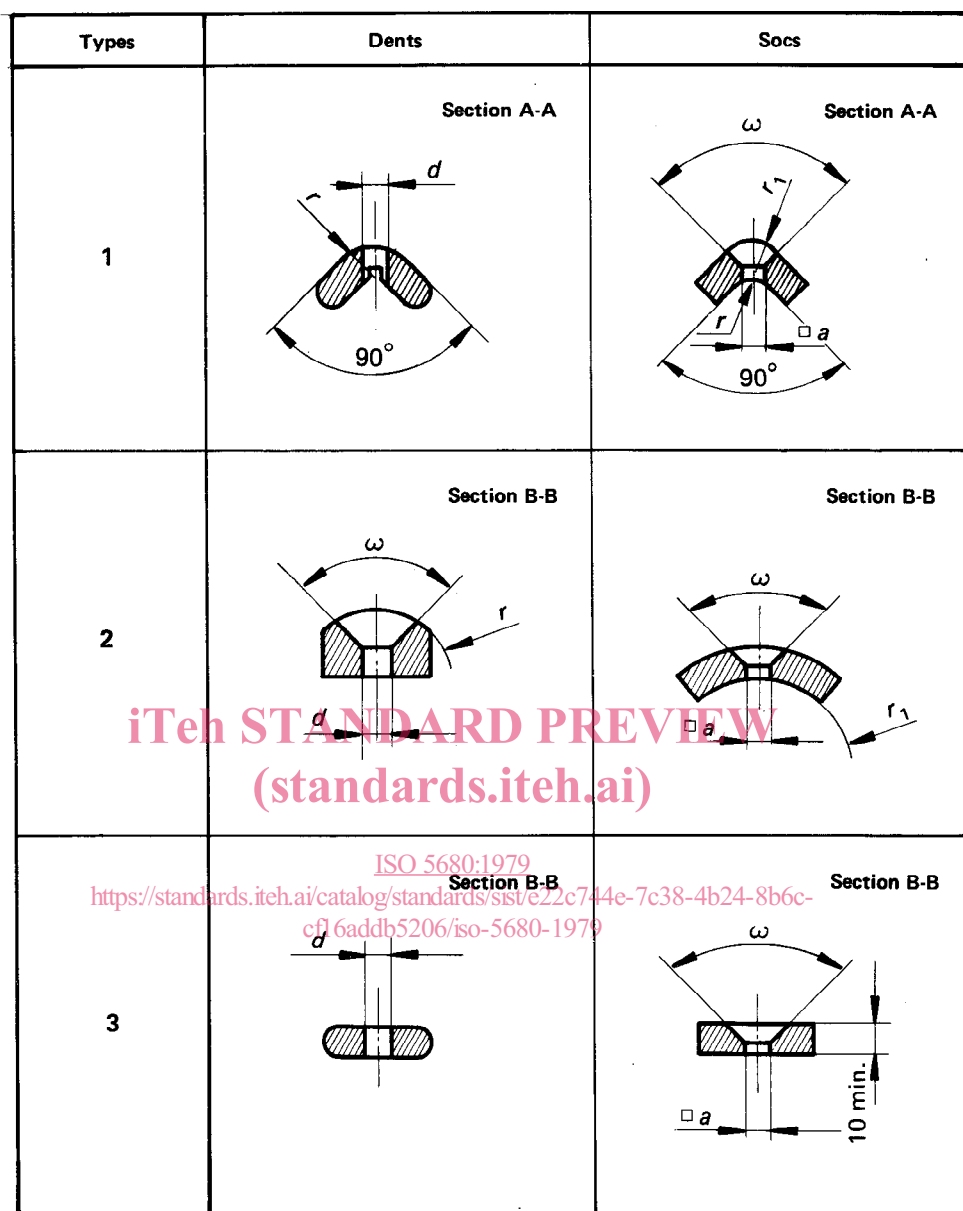 Types Dents Socs
Section A-A Section A-A
ω
d
r
r₁
1
r
□ a
90°
90°
Section B-B Section B-B
ω
ω
r
2
iTeh STANDARD PREVIEW
d
□ a
r₁
(standards.iteh.ai)
ISO 5680:1979
Section B-B Section B-B
https://standards.iteh.ai/catalog/standards/sist/e22c744e-7c38-4b24-8b6c-
cf16addb5206/iso-5680-1979
d
ω
3
10 min.
□ a